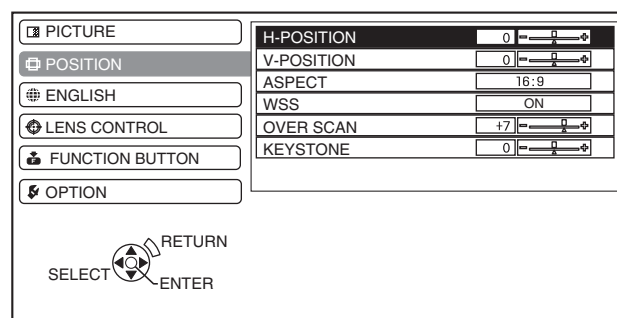 PICTURE
POSITION
ENGLISH
LENS CONTROL
FUNCTION BUTTON
OPTION
H-POSITION 0
V-POSITION 0
ASPECT 16:9
WSS ON
OVER SCAN +7
KEYSTONE 0
RETURN
SELECT
ENTER